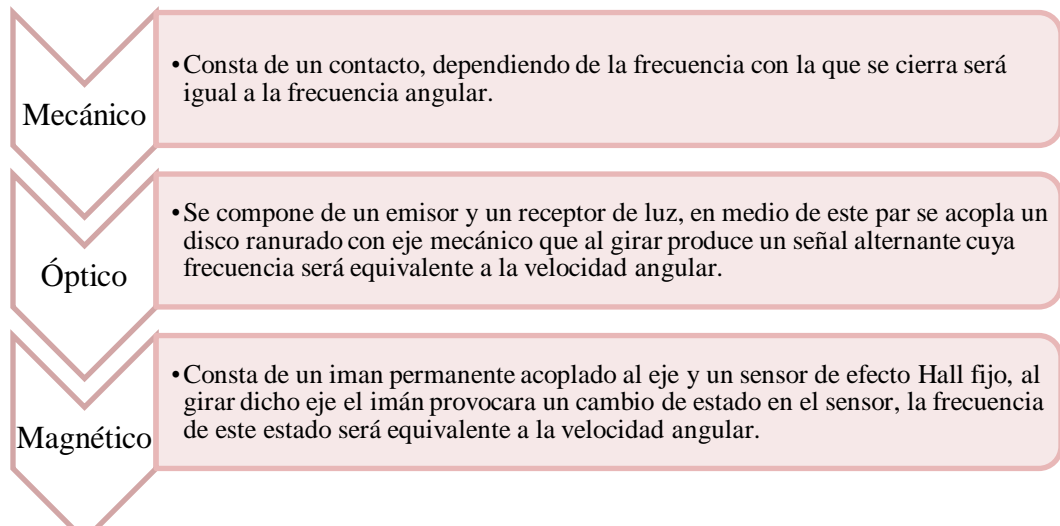 Mecánico
•Consta de un contacto, dependiendo de la frecuencia con la que se cierra será
igual a la frecuencia angular.
Óptico
•Se compone de un emisor y un receptor de luz, en medio de este par se acopla un
disco ranurado con eje mecánico que al girar produce un señal alternante cuya
frecuencia será equivalente a la velocidad angular.
Magnético
•Consta de un iman permanente acoplado al eje y un sensor de efecto Hall fijo, al
girar dicho eje el imán provocara un cambio de estado en el sensor, la frecuencia
de este estado será equivalente a la velocidad angular.